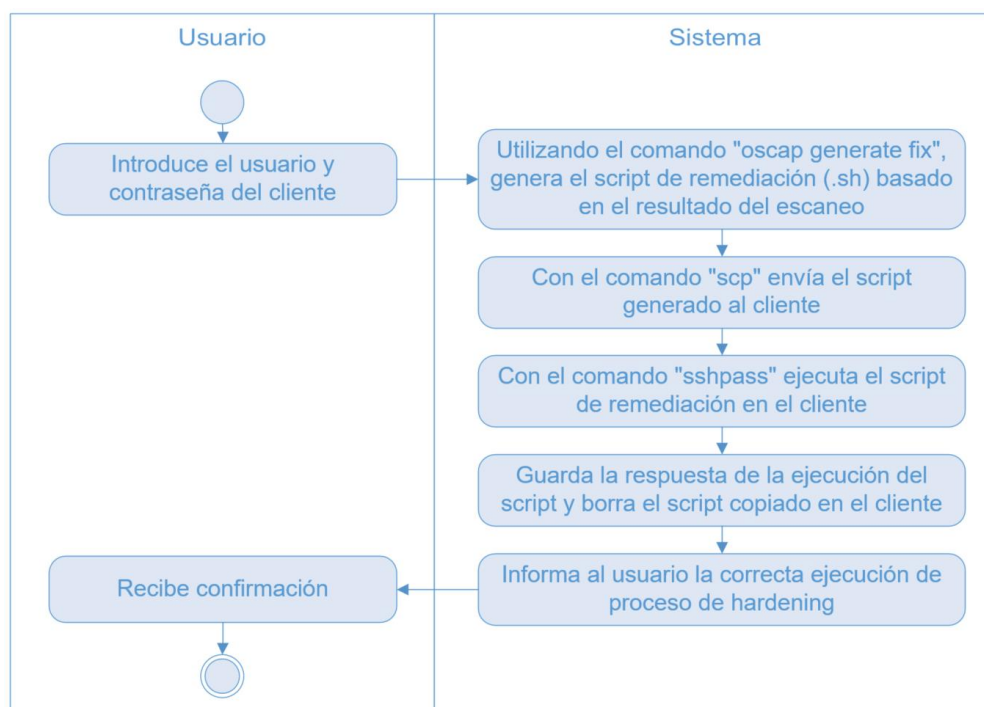 Usuario
Sistema
Introduce el usuario y
contraseña del cliente
Utilizando el comando "oscap generate fix",
genera el script de remediación (.sh) basado
en el resultado del escaneo
Con el comando "scp" envía el script
generado al cliente
Con el comando "sshpass" ejecuta el script
de remediación en el cliente
Guarda la respuesta de la ejecución del
script y borra el script copiado en el cliente
Informa al usuario la correcta ejecución de
proceso de hardening
Recibe confirmación